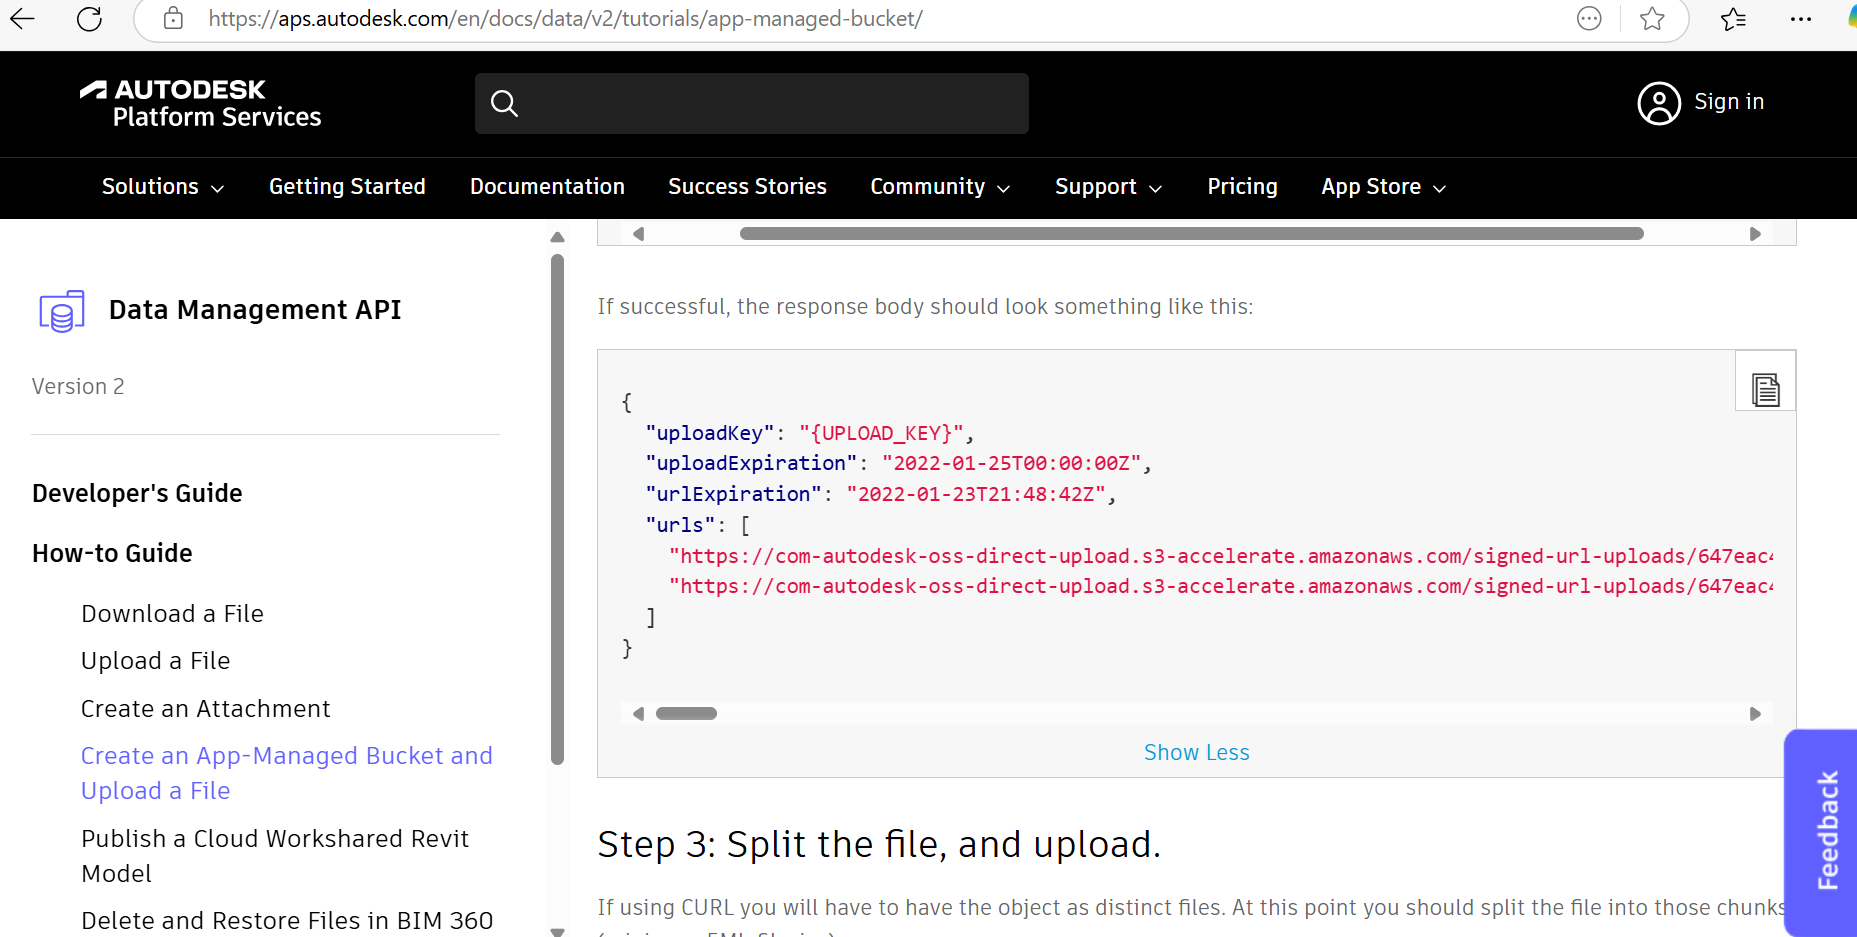 https://aps.autodesk.com/en/docs/data/v2/tutorials/app-managed-bucket/
AUTODESK
Platform Services
Sign in
Solutions
Getting Started
Documentation
Success Stories
Community
Support
Pricing
App Store
Data Management API
Version 2
Developer's Guide
How-to Guide
Download a File
Upload a File
Create an Attachment
Create an App-Managed Bucket and
Upload a File
Publish a Cloud Workshared Revit
Model
Delete and Restore Files in BIM 360
If successful, the response body should look something like this:
{
"uploadKey": "{UPLOAD_KEY}",
"uploadExpiration": "2022-01-25T00:00:00Z",
"urlExpiration": "2022-01-23T21:48:42Z",
"urls": [
"https://com-autodesk-oss-direct-upload.s3-accelerate.amazonaws.com/signed-url-uploads/647eac4
"https://com-autodesk-oss-direct-upload.s3-accelerate.amazonaws.com/signed-url-uploads/647eac4
]
}
Show Less
Step 3: Split the file, and upload.
If using CURL you will have to have the object as distinct files. At this point you should split the file into those chunks
Feedback